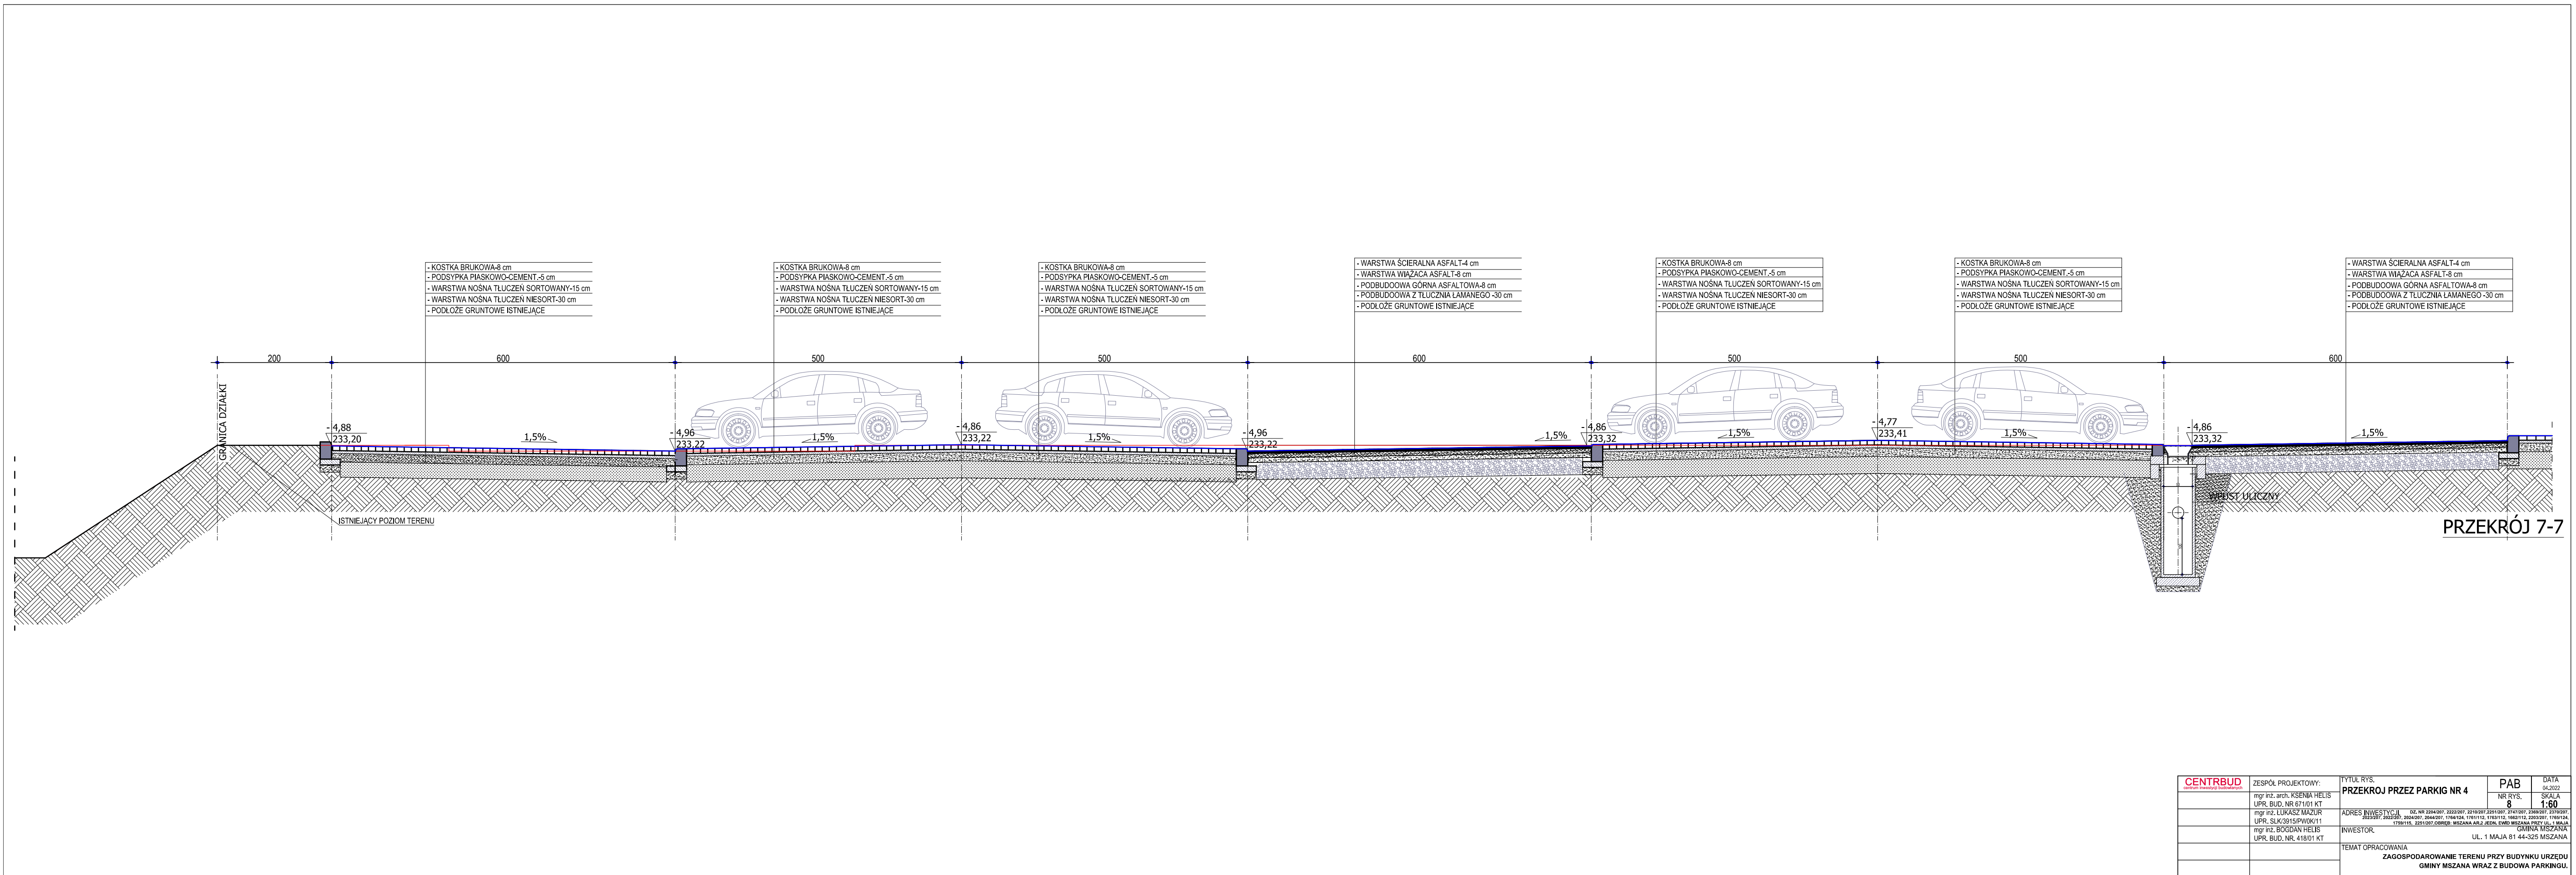 - KOSTKA BRUKOWA-8 cm
- PODSYPKA PIASKOWO-CEMENT.-5 cm
- WARSTWA NOŚNA TŁUCZEŃ SORTOWANY-15 cm
- WARSTWA NOŚNA TŁUCZEŃ NIESORT-30 cm
- PODŁOŻE GRUNTOWE ISTNIEJĄCE
- KOSTKA BRUKOWA-8 cm
- PODSYPKA PIASKOWO-CEMENT.-5 cm
- WARSTWA NOŚNA TŁUCZEŃ SORTOWANY-15 cm
- WARSTWA NOŚNA TŁUCZEŃ NIESORT-30 cm
- PODŁOŻE GRUNTOWE ISTNIEJĄCE
- KOSTKA BRUKOWA-8 cm
- PODSYPKA PIASKOWO-CEMENT.-5 cm
- WARSTWA NOŚNA TŁUCZEŃ SORTOWANY-15 cm
- WARSTWA NOŚNA TŁUCZEŃ NIESORT-30 cm
- PODŁOŻE GRUNTOWE ISTNIEJĄCE
- WARSTWA ŚCIERALNA ASFALT-4 cm
- WARSTWA WIĄŻACA ASFALT-8 cm
- PODBUDOOWA GÓRNA ASFALTOWA-8 cm
- PODBUDOOWA Z TŁUCZNIA ŁAMANEGO -30 cm
- PODŁOŻE GRUNTOWE ISTNIEJĄCE
- KOSTKA BRUKOWA-8 cm
- PODSYPKA PIASKOWO-CEMENT.-5 cm
- WARSTWA NOŚNA TŁUCZEŃ SORTOWANY-15 cm
- WARSTWA NOŚNA TŁUCZEŃ NIESORT-30 cm
- PODŁOŻE GRUNTOWE ISTNIEJĄCE
- KOSTKA BRUKOWA-8 cm
- PODSYPKA PIASKOWO-CEMENT.-5 cm
- WARSTWA NOŚNA TŁUCZEŃ SORTOWANY-15 cm
- WARSTWA NOŚNA TŁUCZEŃ NIESORT-30 cm
- PODŁOŻE GRUNTOWE ISTNIEJĄCE
- WARSTWA ŚCIERALNA ASFALT-4 cm
- WARSTWA WIĄŻACA ASFALT-8 cm
- PODBUDOOWA GÓRNA ASFALTOWA-8 cm
- PODBUDOOWA Z TŁUCZNIA ŁAMANEGO -30 cm
- PODŁOŻE GRUNTOWE ISTNIEJĄCE
200 600 500 500 600 500 500 600
GRANICA DZIAŁKI
- 4,88
233,20
1,5%
- 4,96
233,22
1,5%
- 4,86
233,22
1,5%
- 4,96
233,22
1,5%
- 4,86
233,32
1,5%
- 4,77
233,41
1,5%
- 4,86
233,32
1,5%
ISTNIEJĄCY POZIOM TERENU
WPUST ULICZNY
PRZEKRÓJ 7-7
CENTRBUD
centrum inwestycji budowlanych
ZESPÓŁ PROJEKTOWY:
mgr inż. arch. KSENIA HELIS
UPR. BUD. NR 671/01 KT
mgr inż. ŁUKASZ MAZUR
UPR. SLK/3915/PWOK/11
mgr inż. BOGDAN HELIS
UPR. BUD. NR. 418/01 KT
TYTUŁ RYS.
PRZEKROJ PRZEZ PARKIG NR 4
PAB
DATA
04.2022
NR RYS.
8
SKALA
1:60
ADRES INWESTYCJI.
INWESTOR.
GMINA MSZANA
UL. 1 MAJA 81 44-325 MSZANA
TEMAT OPRACOWANIA
ZAGOSPODAROWANIE TERENU PRZY BUDYNKU URZĘDU
GMINY MSZANA WRAZ Z BUDOWA PARKINGU.